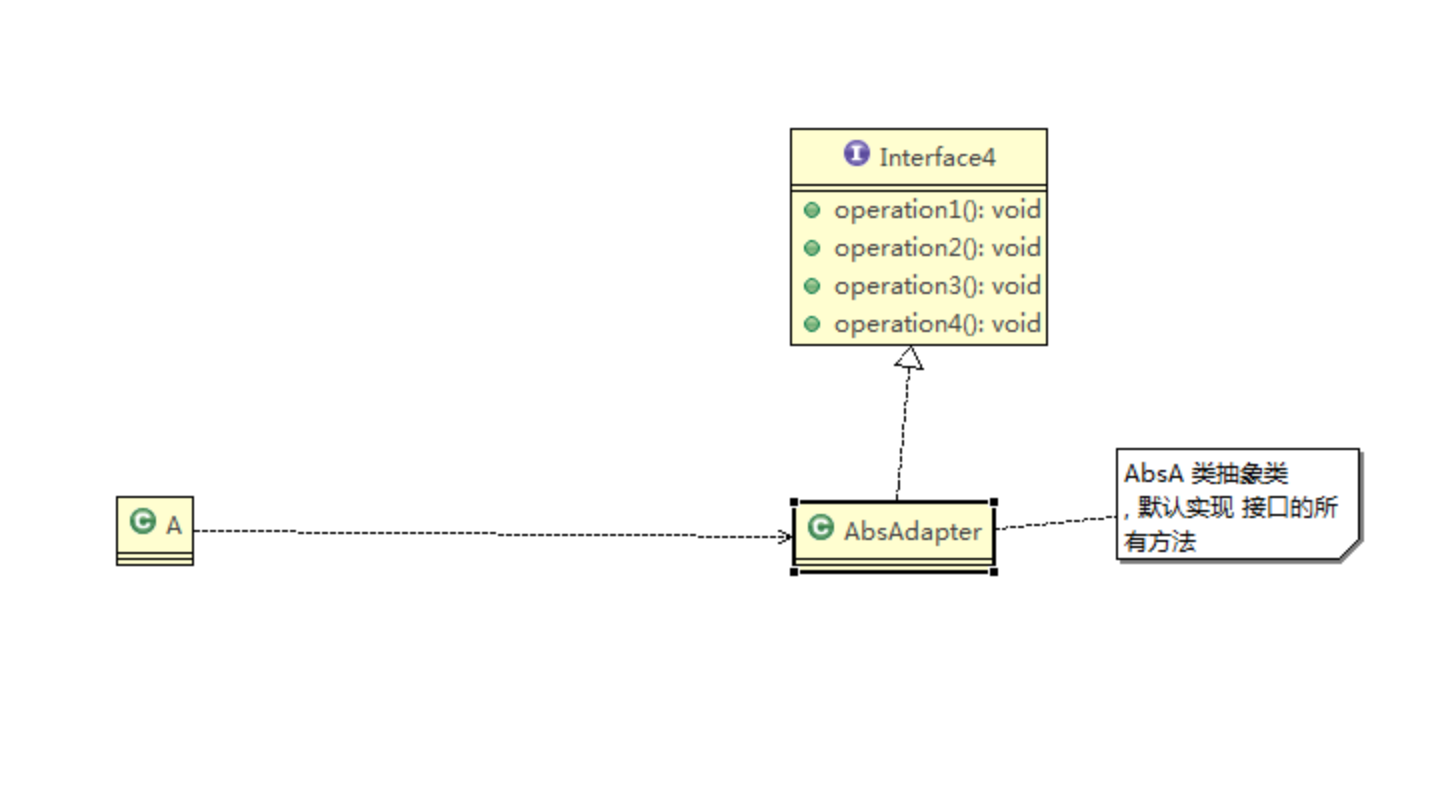 Interface4
operation1(): void
operation2(): void
operation3(): void
operation4(): void
A
AbsAdapter
AbsA 类抽象类
, 默认实现 接口的所
有方法